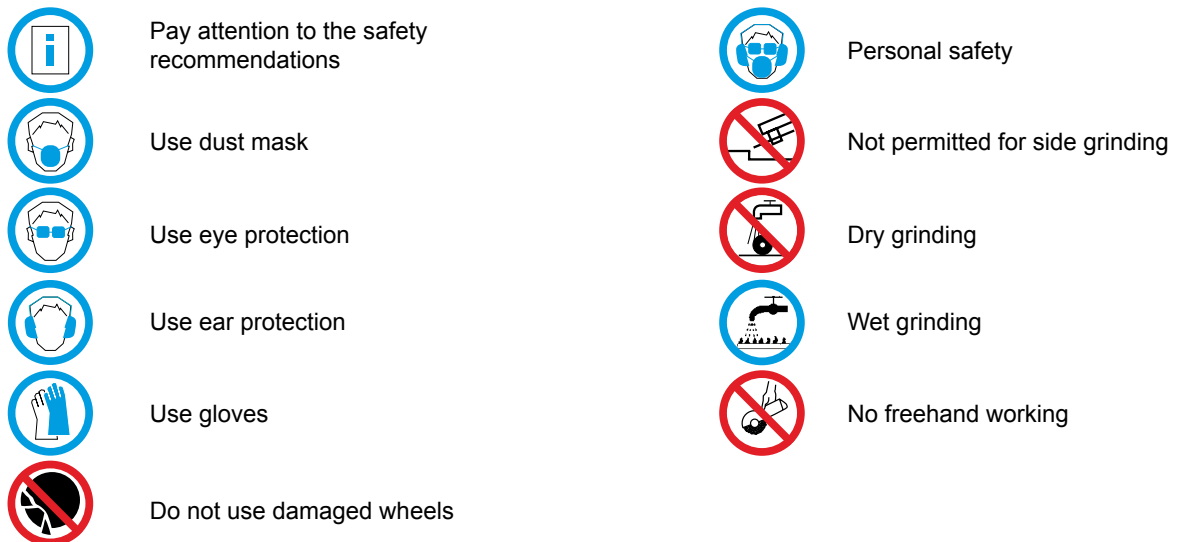 Pay attention to the safety
recommendations
Use dust mask
Use eye protection
Use ear protection
Use gloves
Do not use damaged wheels
Personal safety
Not permitted for side grinding
Dry grinding
Wet grinding
No freehand working